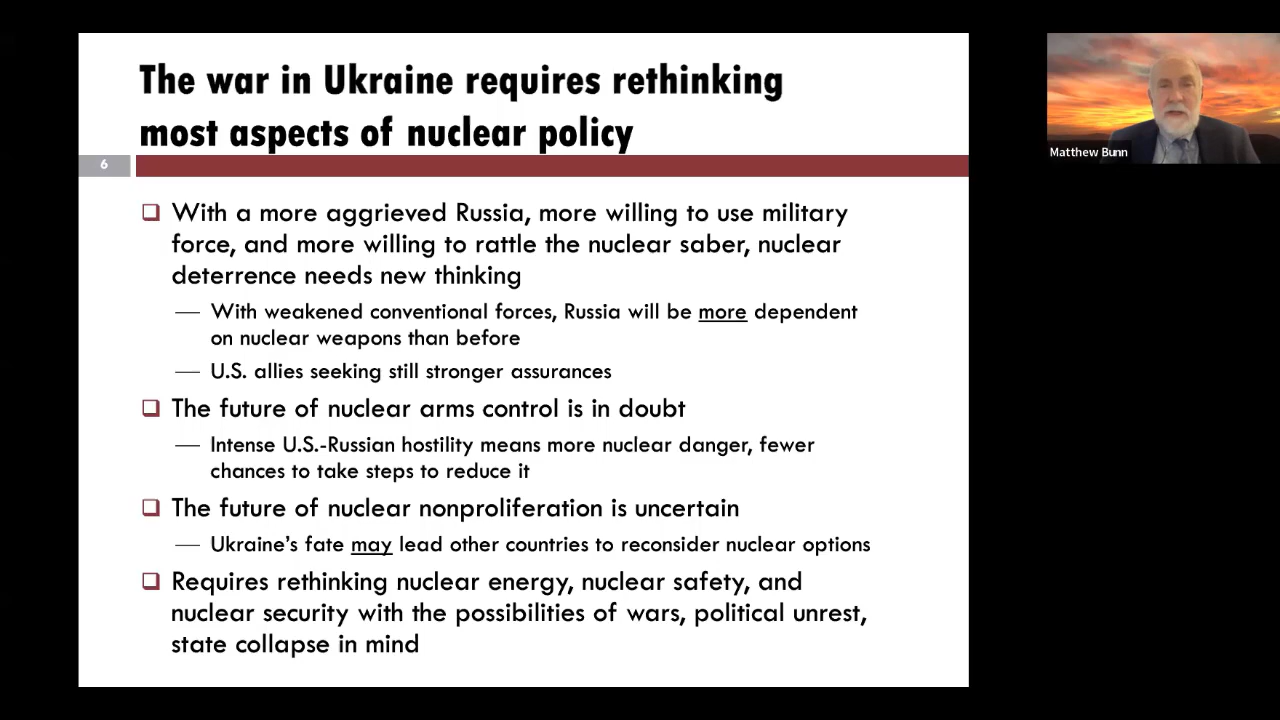 The war in Ukraine requires rethinking
most aspects of nuclear policy
6
With a more aggrieved Russia, more willing to use military
force, and more willing to rattle the nuclear saber, nuclear
deterrence needs new thinking
— With weakened conventional forces, Russia will be more dependent
on nuclear weapons than before
— U.S. allies seeking still stronger assurances
The future of nuclear arms control is in doubt
— Intense U.S.-Russian hostility means more nuclear danger, fewer
chances to take steps to reduce it
The future of nuclear nonproliferation is uncertain
— Ukraine’s fate may lead other countries to reconsider nuclear options
Requires rethinking nuclear energy, nuclear safety, and
nuclear security with the possibilities of wars, political unrest,
state collapse in mind
Matthew Bunn